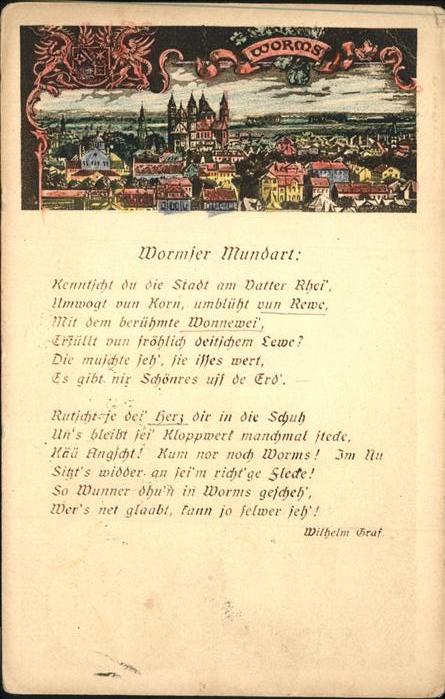 WORMS
Wormser Mundart:
Kenntscht du die Stadt am Vatter Rhei',
Umwogt vun Korn, umblüht vun Rewe,
Mit dem berühmte Wonnewei',
Erfüllt vun fröhlich deitschem Lewe?
Die muschte seh', sie isses wert,
Es gibt nix Schönres uff de Erd'.
Rutscht-se dei' Herz dir in die Schuh
Un's bleibt sei' Kloppwerk manchmal stecke,
Kää Angscht! Kum nor noch Worms! Im Nu
Sitzt's widder an sei'm richt'ge Flecke!
So Wunner dhu'n in Worms gescheh',
Wer's net glaabt, kann jo selwer seh'!
Wilhelm Graf.